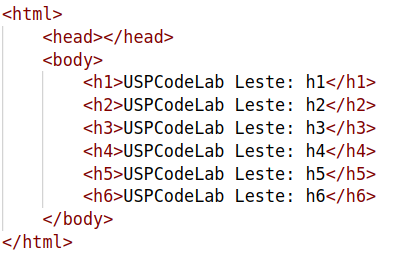 <html>
    <head></head>
    <body>
        <h1>USPCodeLab Leste: h1</h1>
        <h2>USPCodeLab Leste: h2</h2>
        <h3>USPCodeLab Leste: h3</h3>
        <h4>USPCodeLab Leste: h4</h4>
        <h5>USPCodeLab Leste: h5</h5>
        <h6>USPCodeLab Leste: h6</h6>
    </body>
</html>